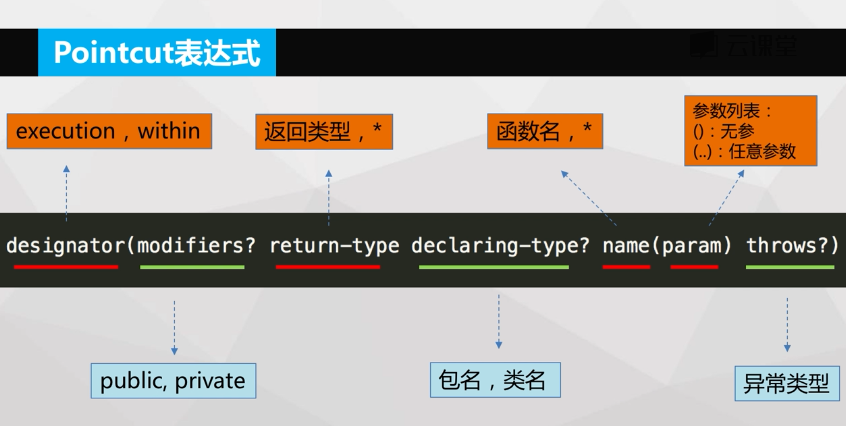 云课堂
Pointcut表达式
execution，within
返回类型，*
函数名，*
参数列表：
()：无参
(..)：任意参数
designator(modifiers? return-type declaring-type? name(param) throws?)
public, private
包名，类名
异常类型